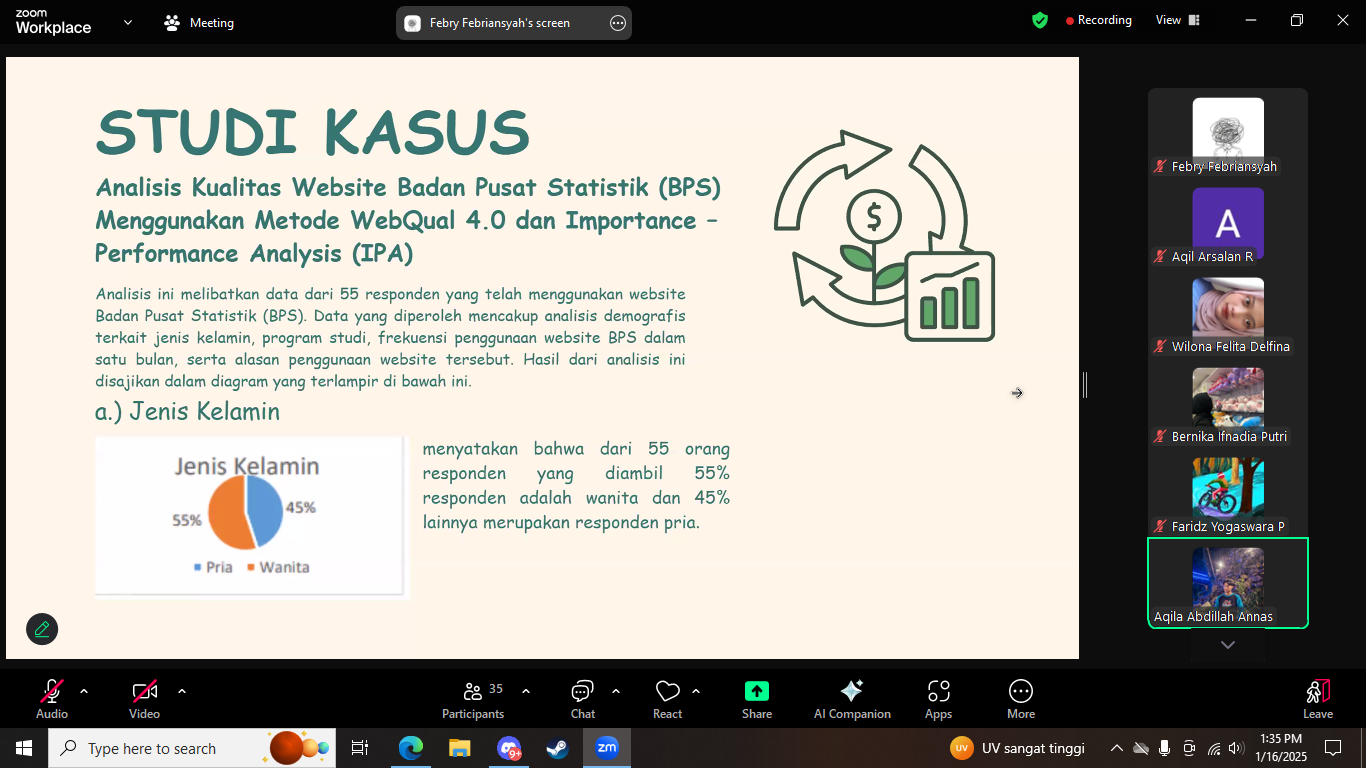 zoom
Workplace
Meeting
Febry Febriansyah's screen
Recording
View
STUDI KASUS
Analisis Kualitas Website Badan Pusat Statistik (BPS)
Menggunakan Metode WebQual 4.0 dan Importance –
Performance Analysis (IPA)
Analisis ini melibatkan data dari 55 responden yang telah menggunakan website
Badan Pusat Statistik (BPS). Data yang diperoleh mencakup analisis demografis
terkait jenis kelamin, program studi, frekuensi penggunaan website BPS dalam
satu bulan, serta alasan penggunaan website tersebut. Hasil dari analisis ini
disajikan dalam diagram yang terlampir di bawah ini.
a.) Jenis Kelamin
Jenis Kelamin
45%
55%
Pria
Wanita
menyatakan bahwa dari 55 orang
responden yang diambil 55%
responden adalah wanita dan 45%
lainnya merupakan responden pria.
$
Febry Febriansyah
A
Aqil Arsalan R
Wilona Felita Delfina
Bernika Ifnadia Putri
Faridz Yogaswara P
Aqila Abdillah Annas
Audio
Video
35
Participants
Chat
React
Share
AI Companion
Apps
More
Leave
Type here to search
9+
zm
UV
UV sangat tinggi
1:35 PM
1/16/2025